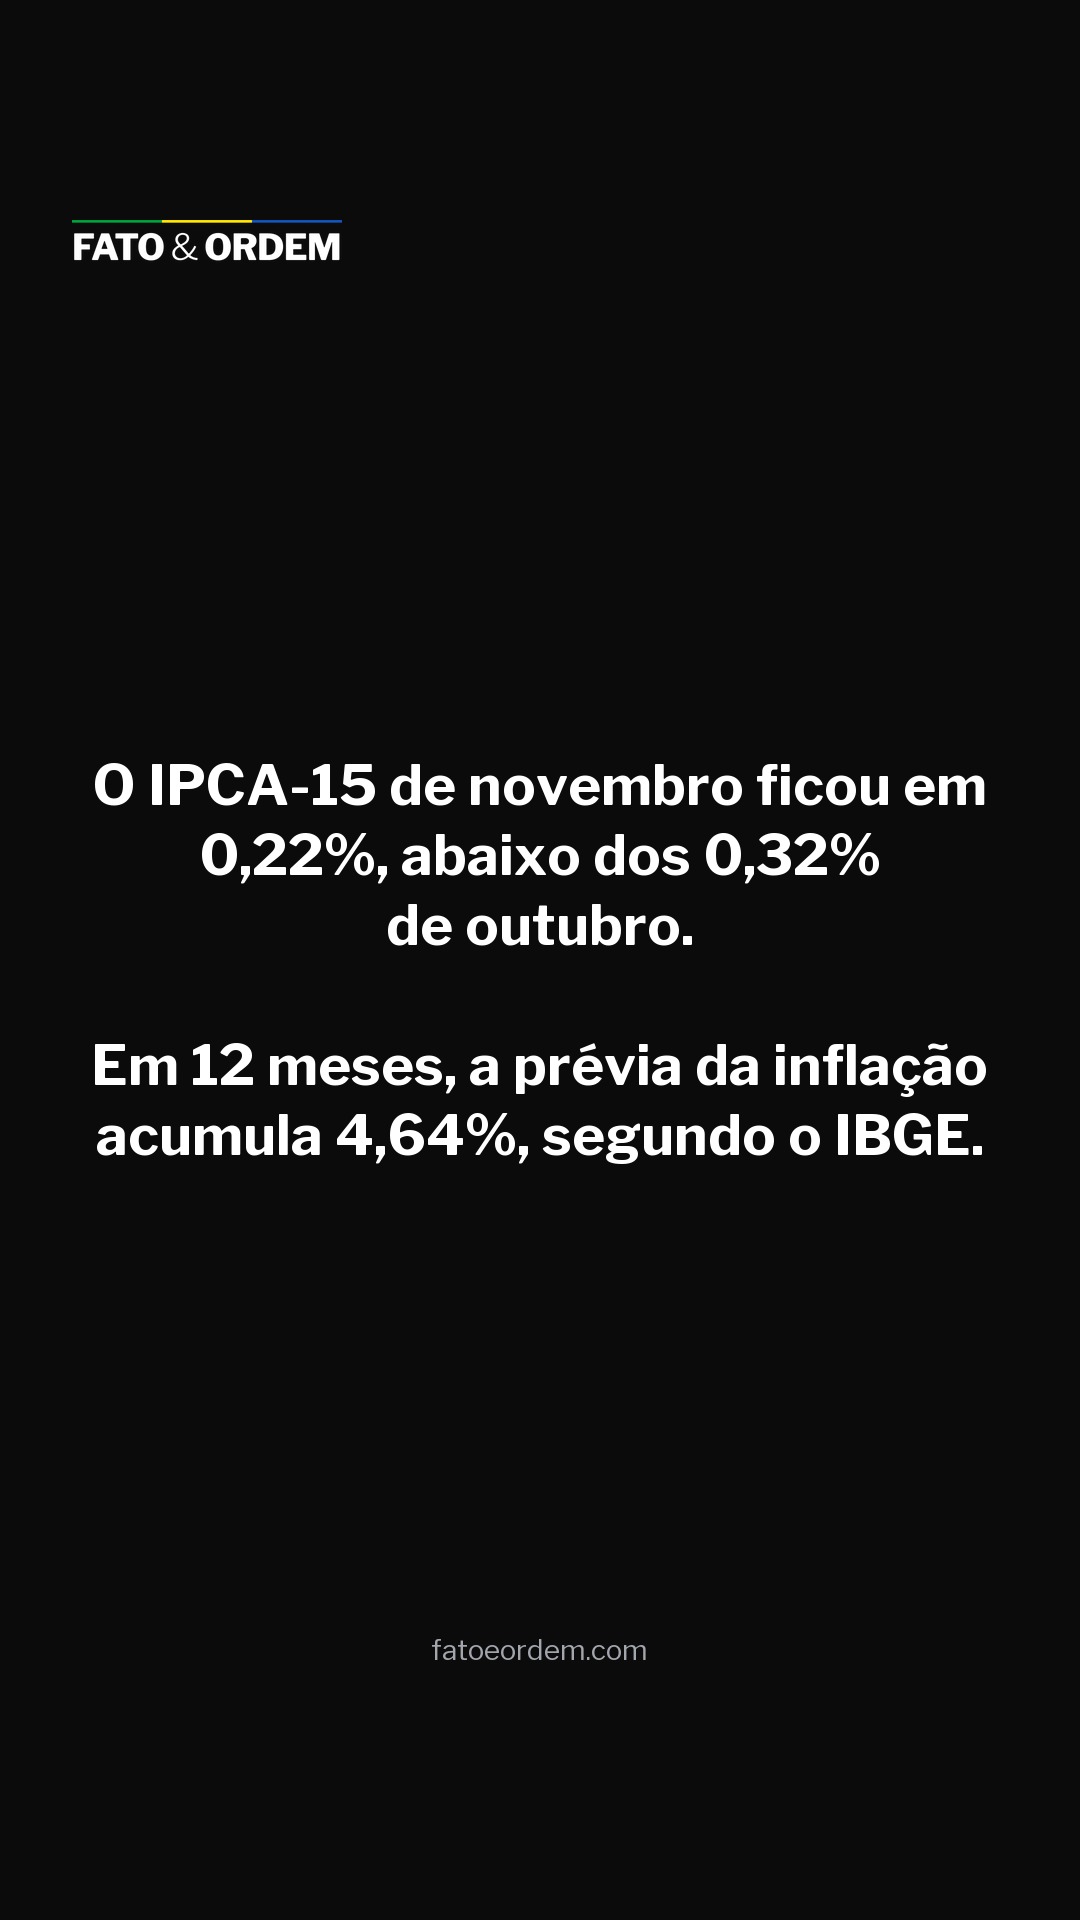 FATO & ORDEM
O IPCA-15 de novembro ficou em
0,22%, abaixo dos 0,32%
de outubro.
Em 12 meses, a prévia da inflação
acumula 4,64%, segundo o IBGE.
fatoeordem.com